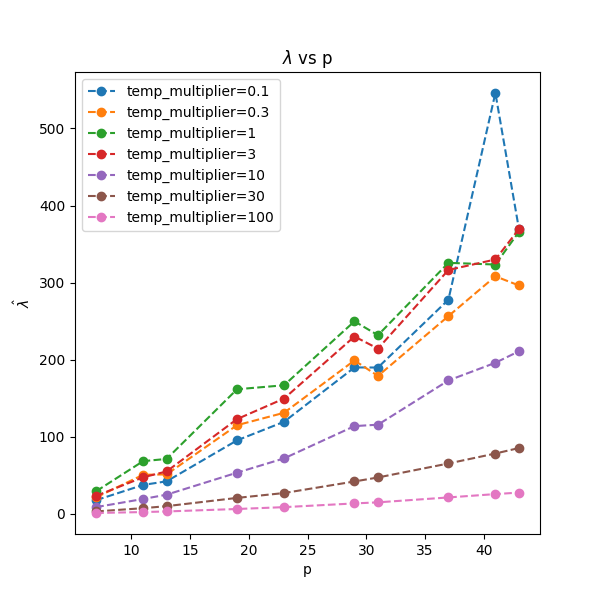 λ vs p
temp_multiplier=0.1
temp_multiplier=0.3
temp_multiplier=1
temp_multiplier=3
temp_multiplier=10
temp_multiplier=30
temp_multiplier=100
500
400
300
200
100
0
λ̂
10 15 20 25 30 35 40
p